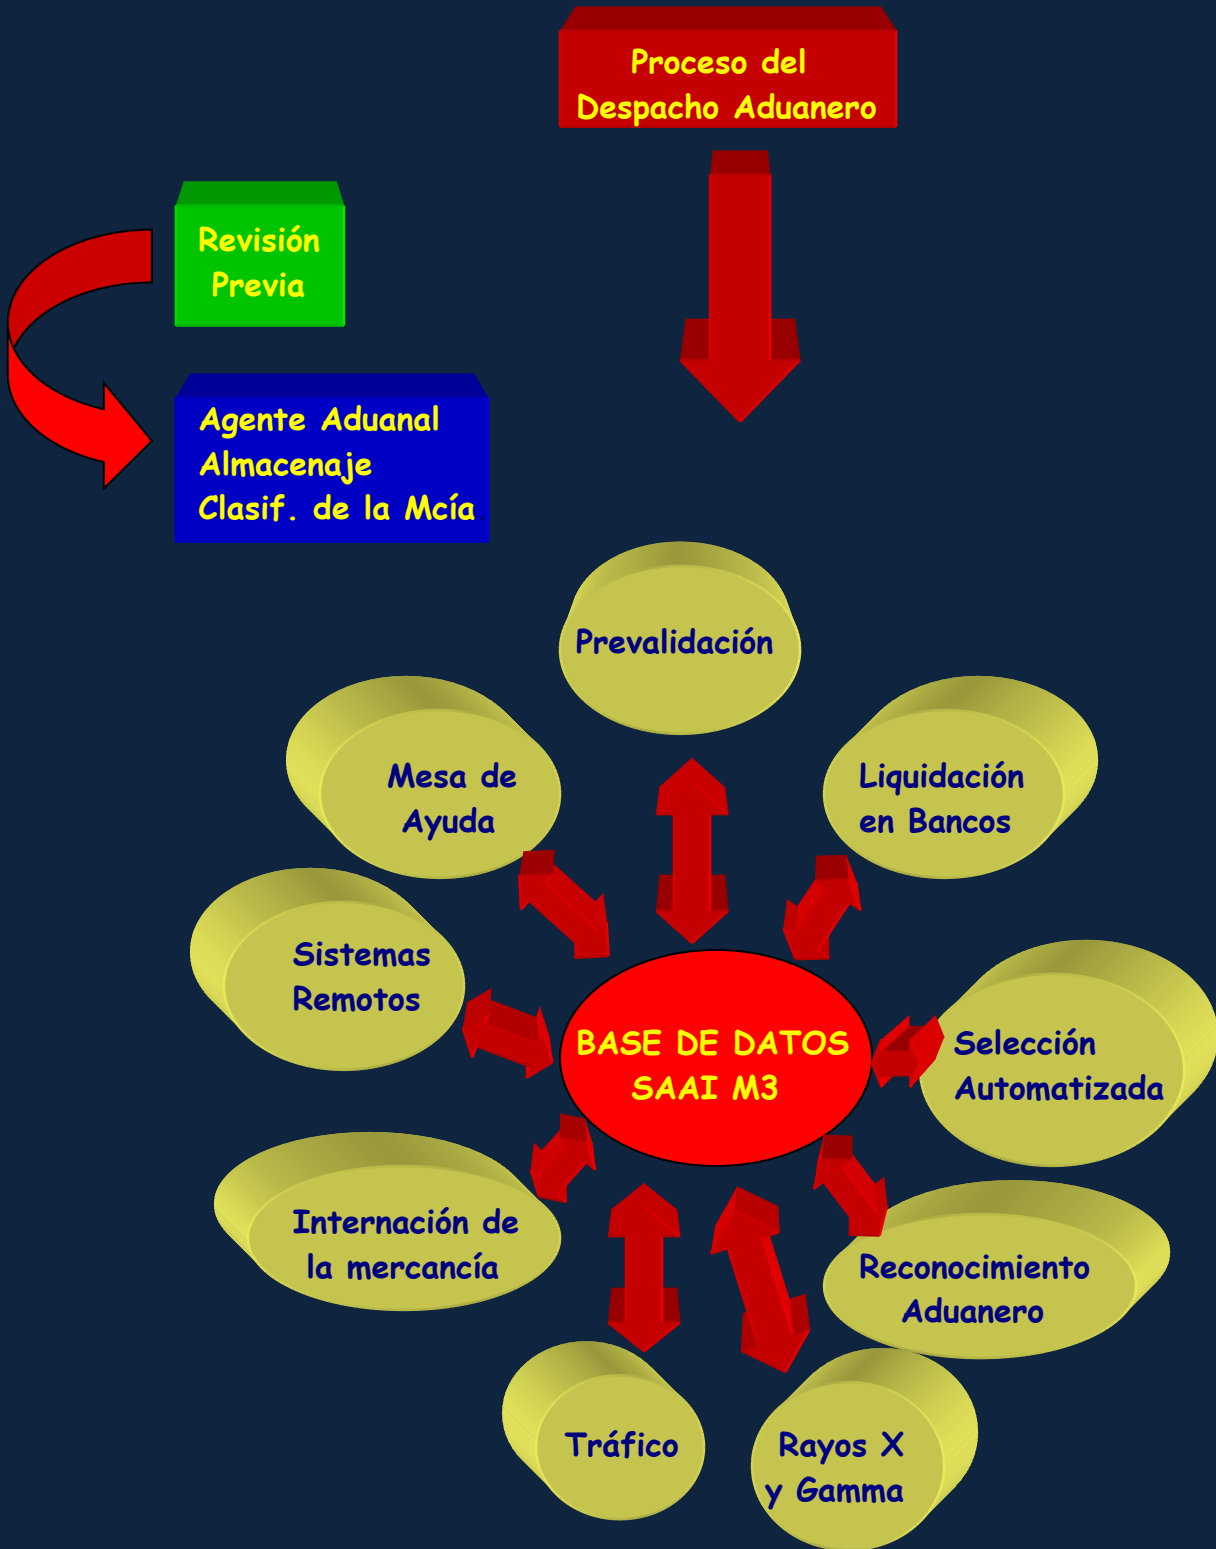 Proceso del
Despacho Aduanero
Revisión
Previa
Agente Aduanal
Almacenaje
Clasif. de la Mcía
Prevalidación
Mesa de
Ayuda
Liquidación
en Bancos
Sistemas
Remotos
BASE DE DATOS
SAAI M3
Selección
Automatizada
Internación de
la mercancía
Reconocimiento
Aduanero
Tráfico
Rayos X
y Gamma